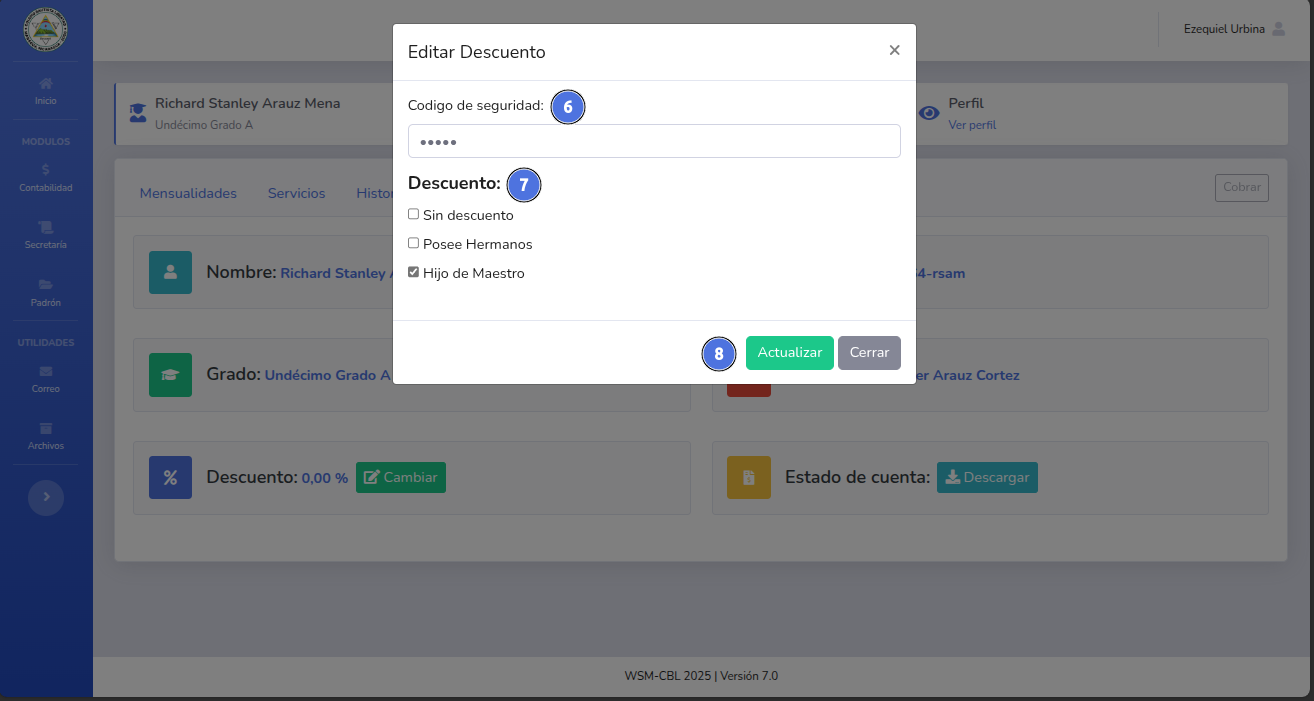 Inicio
MODULOS
Contabilidad
Secretaría
Padrón
UTILIDADES
Correo
Archivos
Ezequiel Urbina
Richard Stanley Arauz Mena
Undécimo Grado A
Perfil
Ver perfil
Mensualidades Servicios Histor
Cobrar
Editar Descuento ×
Codigo de seguridad: 6
•••••
Descuento: 7
Sin descuento
Posee Hermanos
Hijo de Maestro
8 Actualizar Cerrar
Nombre: Richard Stanley
4-rsam
Grado: Undécimo Grado A
er Arauz Cortez
% Descuento: 0,00 % Cambiar
Estado de cuenta: Descargar
WSM-CBL 2025 | Versión 7.0